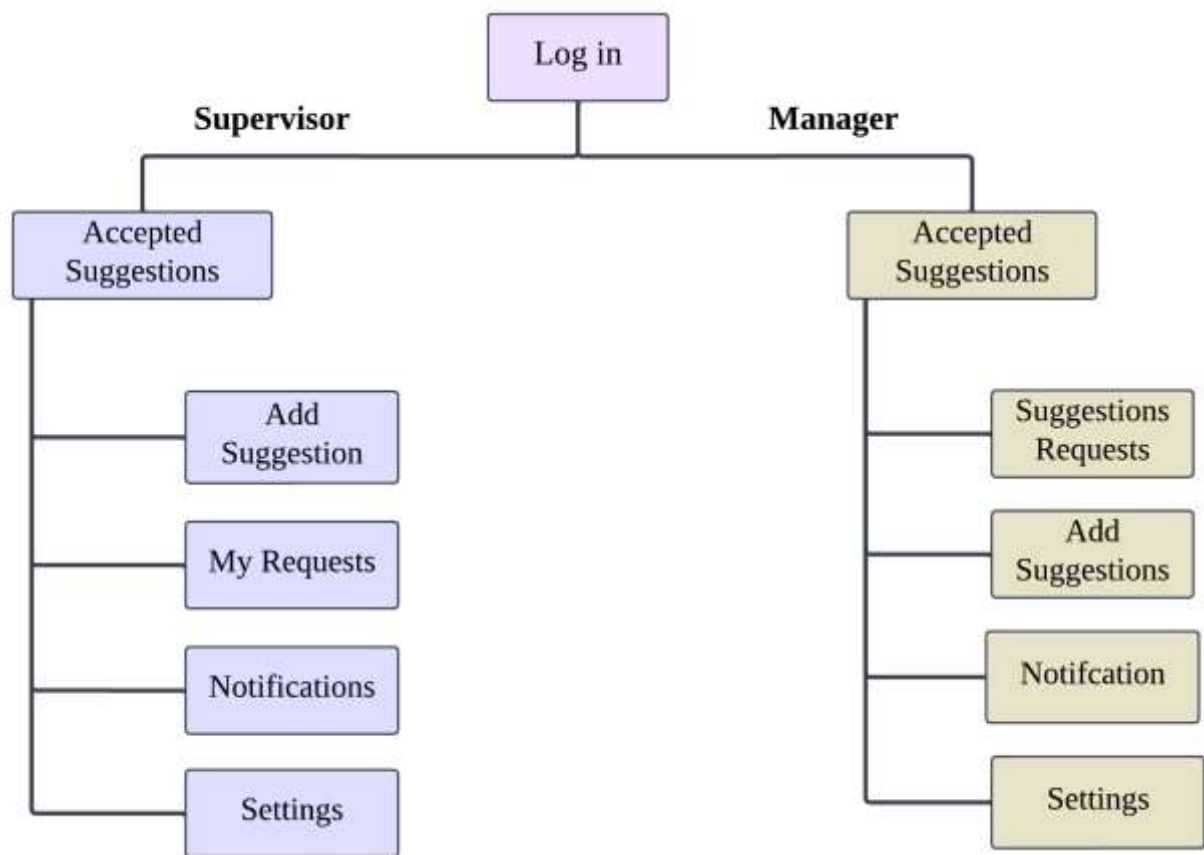 Log in
Supervisor
Manager
Accepted
Suggestions
Add
Suggestion
My Requests
Notifications
Settings
Accepted
Suggestions
Suggestions
Requests
Add
Suggestions
Notifcation
Settings